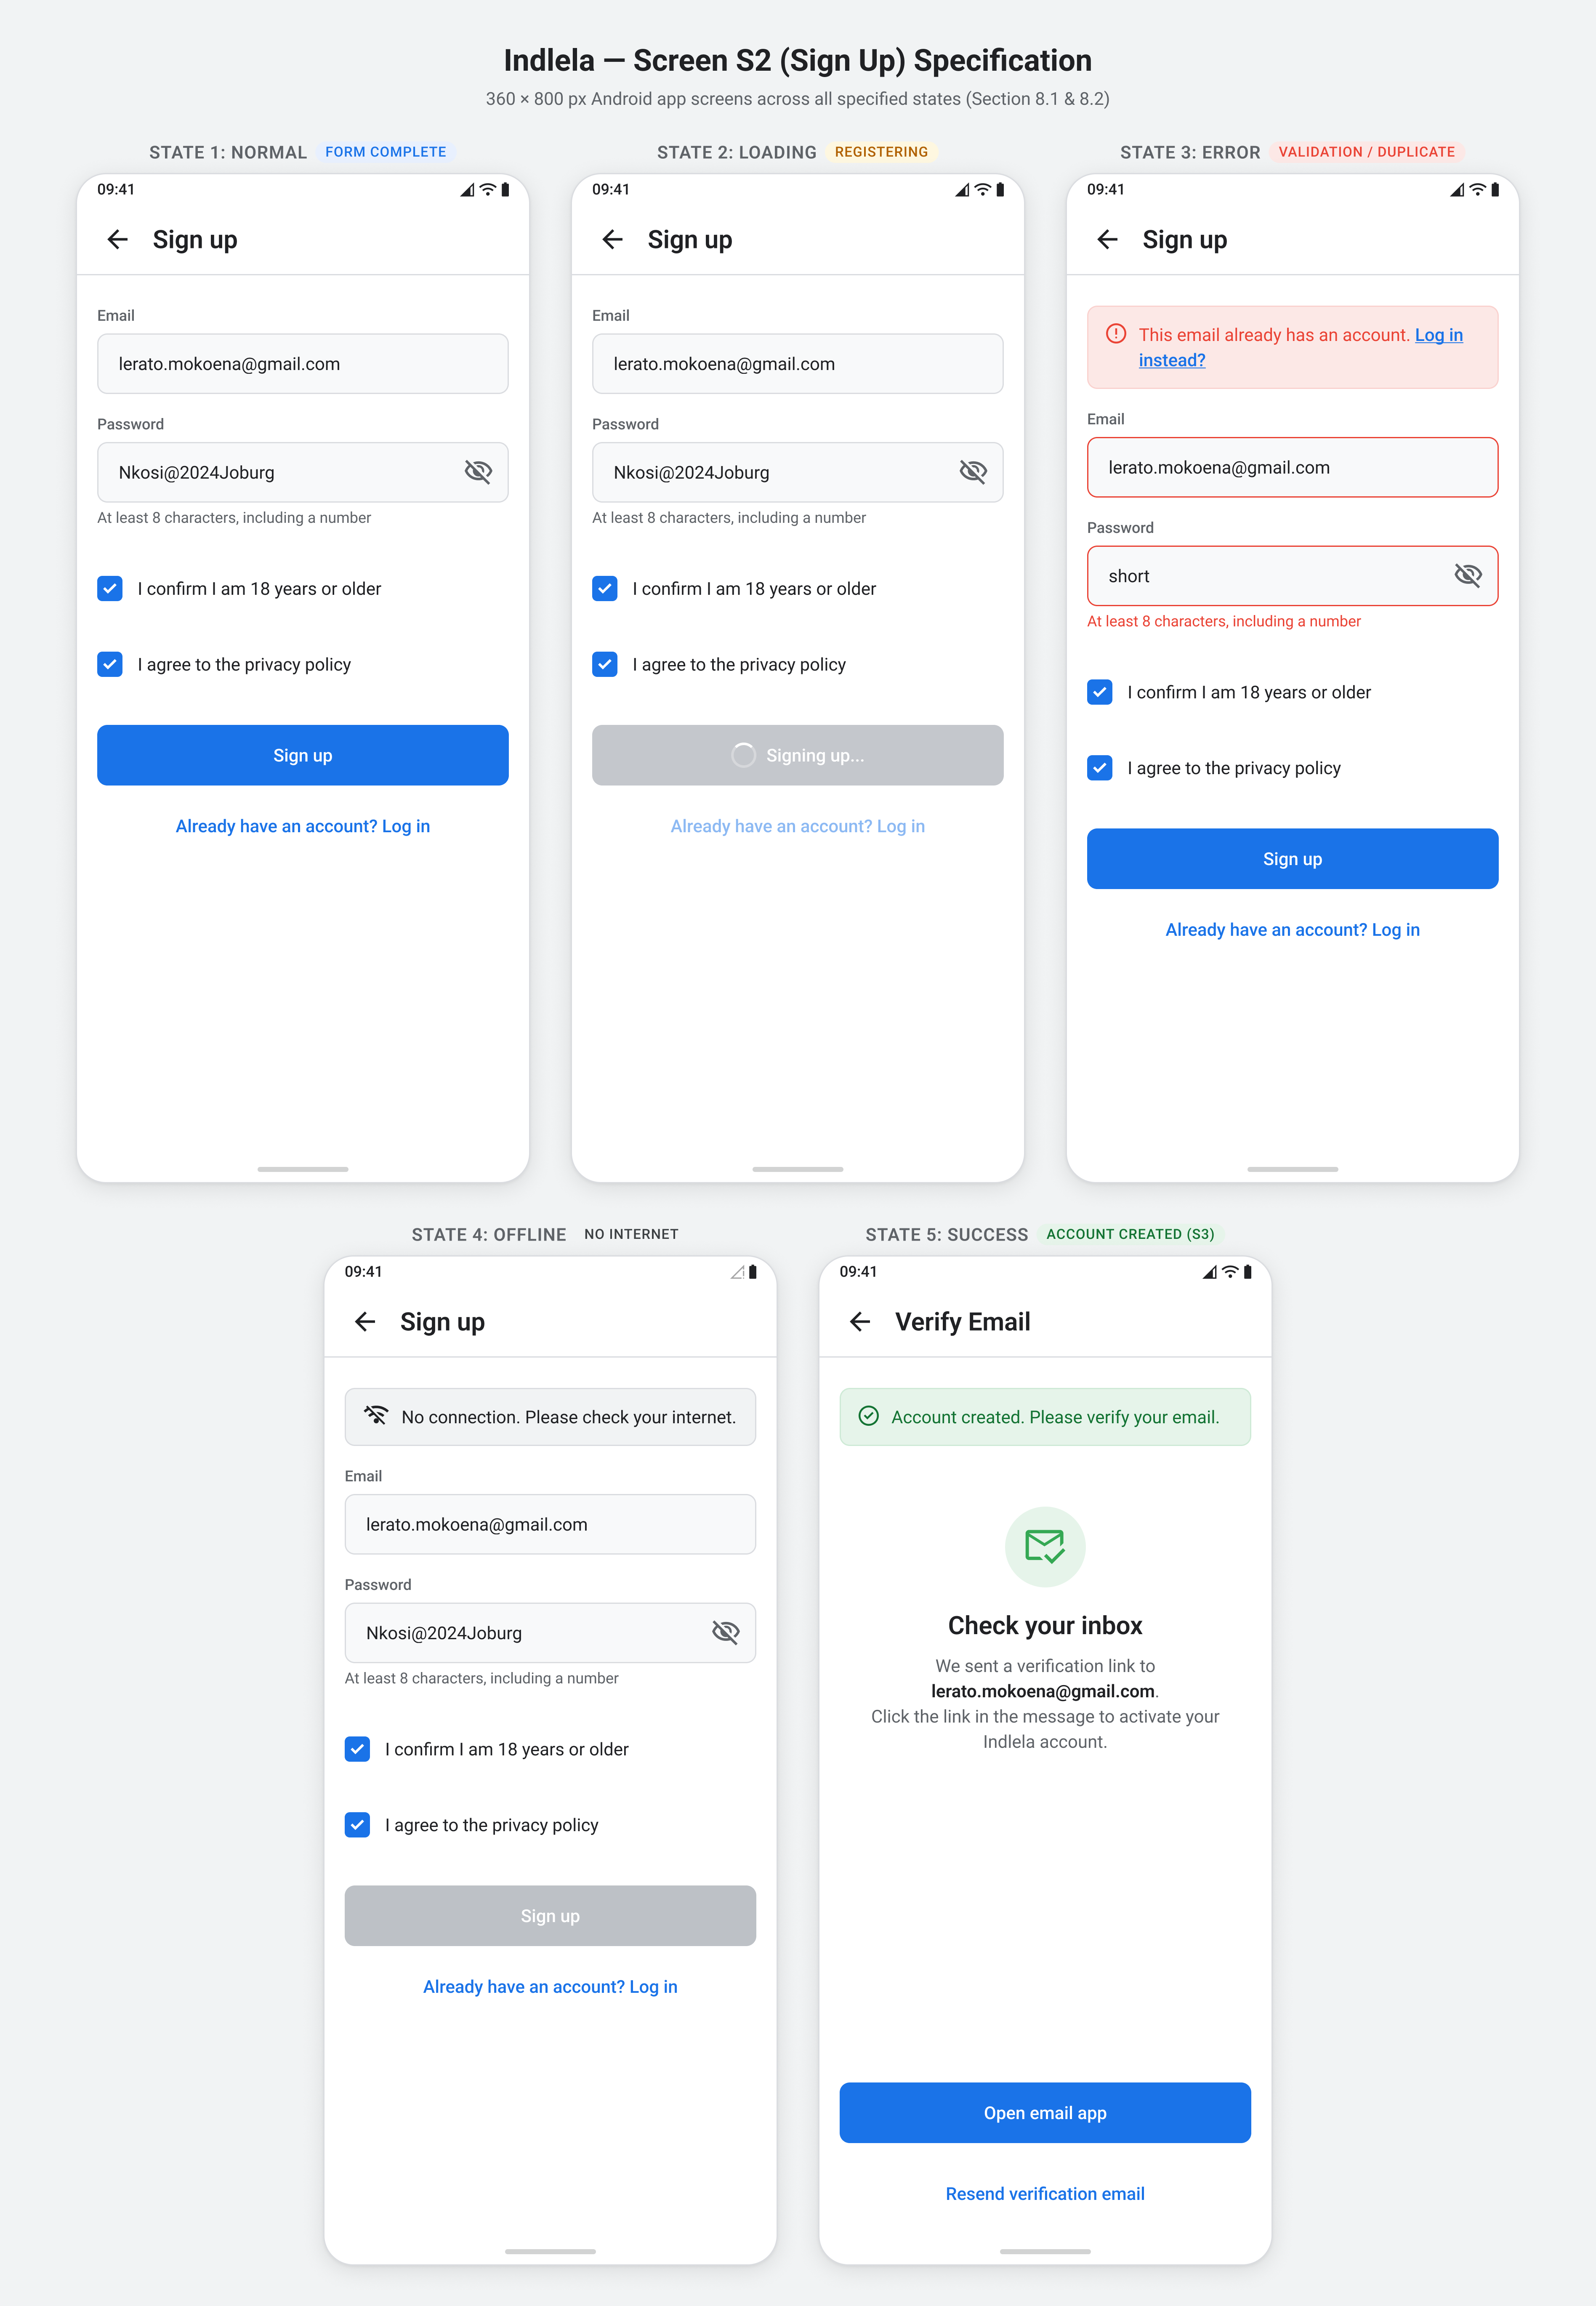 Indlela — Screen S2 (Sign Up) Specification
360 × 800 px Android app screens across all specified states (Section 8.1 & 8.2)
STATE 1: NORMAL FORM COMPLETE
09:41
Sign up
Email
lerato.mokoena@gmail.com
Password
Nkosi@2024Joburg
At least 8 characters, including a number
I confirm I am 18 years or older
I agree to the privacy policy
Sign up
Already have an account? Log in
STATE 2: LOADING REGISTERING
09:41
Sign up
Email
lerato.mokoena@gmail.com
Password
Nkosi@2024Joburg
At least 8 characters, including a number
I confirm I am 18 years or older
I agree to the privacy policy
Signing up...
Already have an account? Log in
STATE 3: ERROR VALIDATION / DUPLICATE
09:41
Sign up
This email already has an account. Log in
instead?
Email
lerato.mokoena@gmail.com
Password
short
At least 8 characters, including a number
I confirm I am 18 years or older
I agree to the privacy policy
Sign up
Already have an account? Log in
STATE 4: OFFLINE NO INTERNET
09:41
Sign up
No connection. Please check your internet.
Email
lerato.mokoena@gmail.com
Password
Nkosi@2024Joburg
At least 8 characters, including a number
I confirm I am 18 years or older
I agree to the privacy policy
Sign up
Already have an account? Log in
STATE 5: SUCCESS ACCOUNT CREATED (S3)
09:41
Verify Email
Account created. Please verify your email.
Check your inbox
We sent a verification link to
lerato.mokoena@gmail.com.
Click the link in the message to activate your
Indlela account.
Open email app
Resend verification email